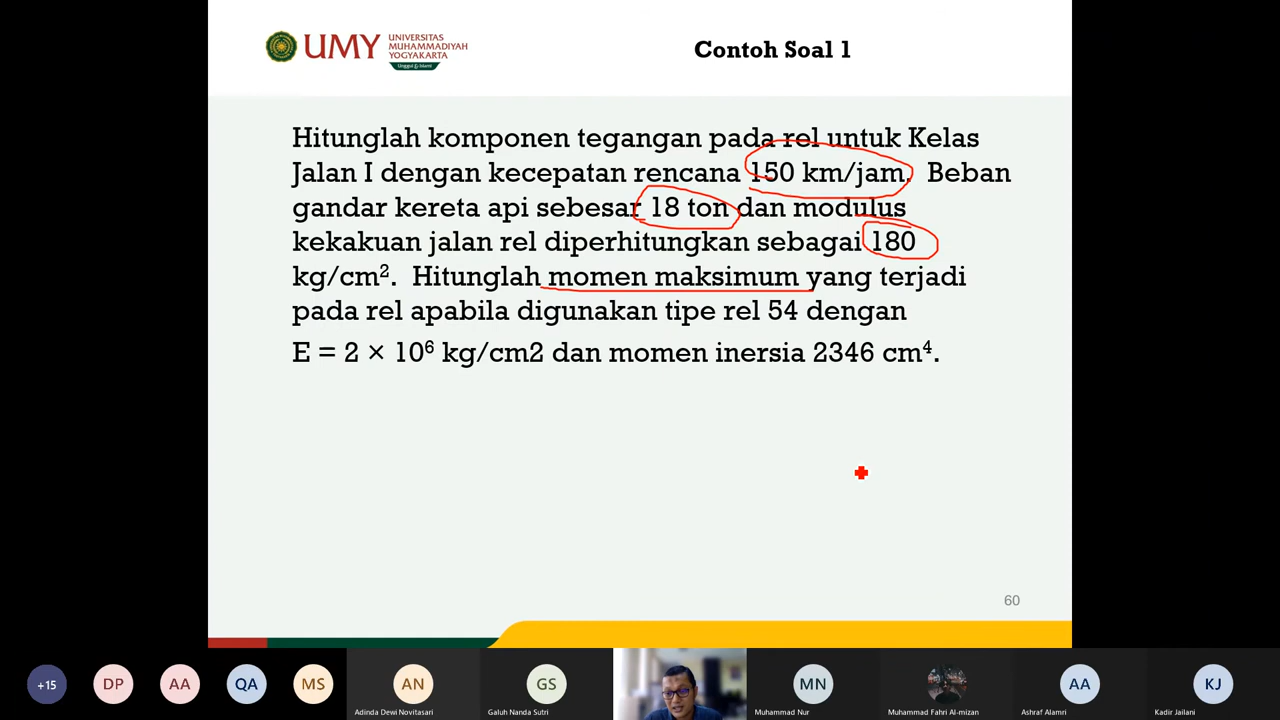 UMY
UNIVERSITAS
MUHAMMADIYAH
YOGYAKARTA
Unggul & Islami
Contoh Soal 1
Hitunglah komponen tegangan pada rel untuk Kelas
Jalan I dengan kecepatan rencana 150 km/jam. Beban
gandar kereta api sebesar 18 ton dan modulus
kekakuan jalan rel diperhitungkan sebagai 180
kg/cm². Hitunglah momen maksimum yang terjadi
pada rel apabila digunakan tipe rel 54 dengan
E = 2 × 10⁶ kg/cm2 dan momen inersia 2346 cm⁴.
60
+15
DP
AA
QA
MS
AN
GS
MN
AA
KJ
Adinda Dewi Novitasari
Galuh Nanda Sutri
Muhammad Nur
Muhammad Fahri Al-mizan
Ashraf Alamri
Kadir Jailani